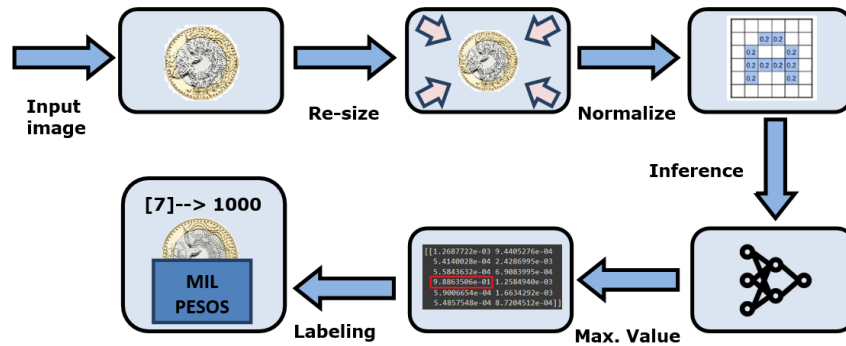 Input
image
Re-size
Normalize
0.2 0.2
0.2 0.2
0.2 0.2 0.2 0.2
0.2 0.2
Inference
[[1.2687722e-03 9.4405276e-04
5.4140028e-04 2.4286995e-03
5.5843632e-04 6.9083995e-04
9.8863506e-01 1.2584940e-03
5.9006654e-04 1.6634292e-03
5.4857548e-04 8.7204512e-04]]
Max. Value
Labeling
[7]--> 1000
MIL
PESOS